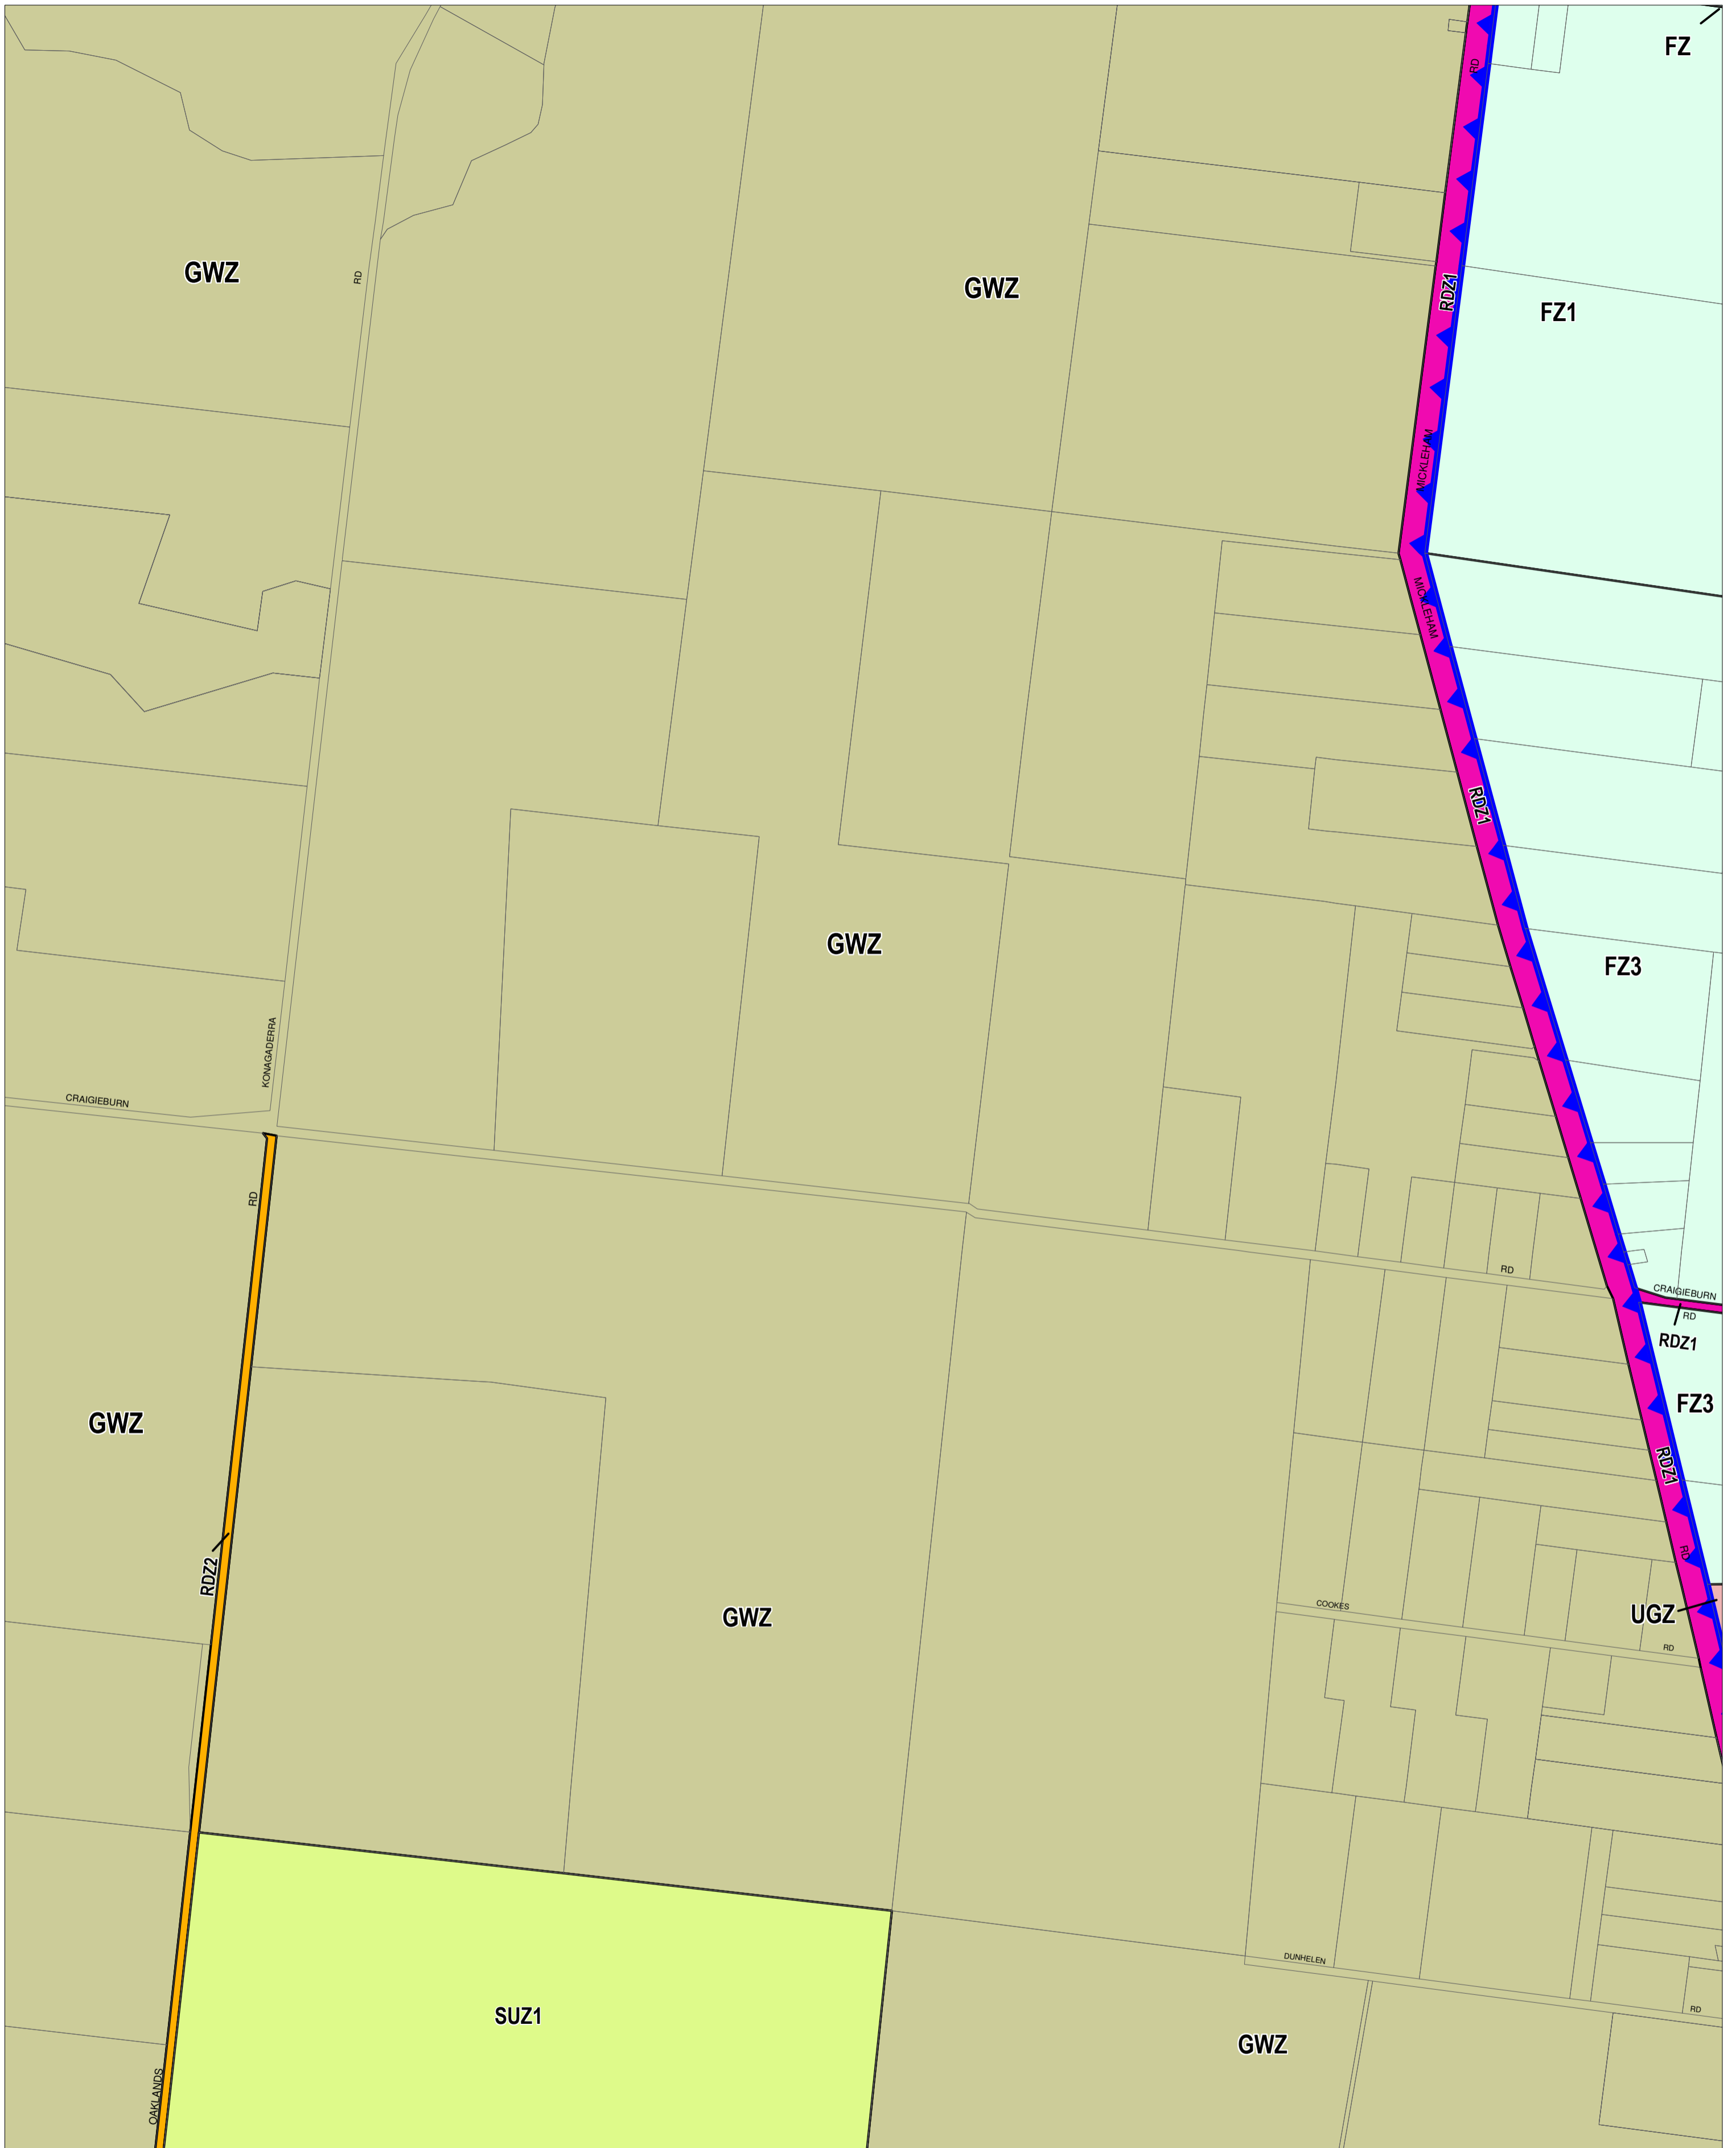 FZ
RD
GWZ
RD
GWZ
RDZ1
FZ1
MICKLEHAM
MICKLEHAM
RDZ1
GWZ
FZ3
KONAGADERRA
CRAIGIEBURN
RD
RD
CRAIGIEBURN
RD
RDZ1
GWZ
FZ3
RDZ1
RDZ2
RD
COOKES
UGZ
GWZ
RD
DUNHELEN
RD
SUZ1
GWZ
OAKLANDS